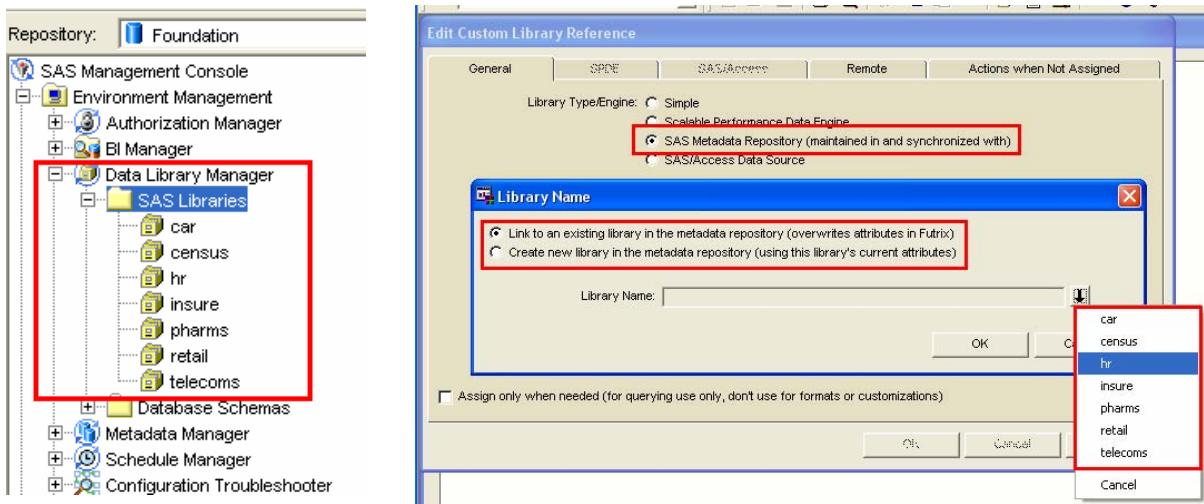 Repository: Foundation
SAS Management Console
Environment Management
Authorization Manager
BI Manager
Data Library Manager
SAS Libraries
car
census
hr
insure
pharms
retail
telecoms
Database Schemas
Metadata Manager
Schedule Manager
Configuration Troubleshooter
Edit Custom Library Reference
General SPDE SAS/Access Remote Actions when Not Assigned
Library Type/Engine: Simple
Scalable Performance Data Engine
SAS Metadata Repository (maintained in and synchronized with)
SAS/Access Data Source
Library Name
Link to an existing library in the metadata repository (overwrites attributes in Futrix)
Create new library in the metadata repository (using this library's current attributes)
Library Name:
OK
Assign only when needed (for querying use only, don't use for formats or customizations)
OK Cancel
car
census
hr
insure
pharms
retail
telecoms
Cancel